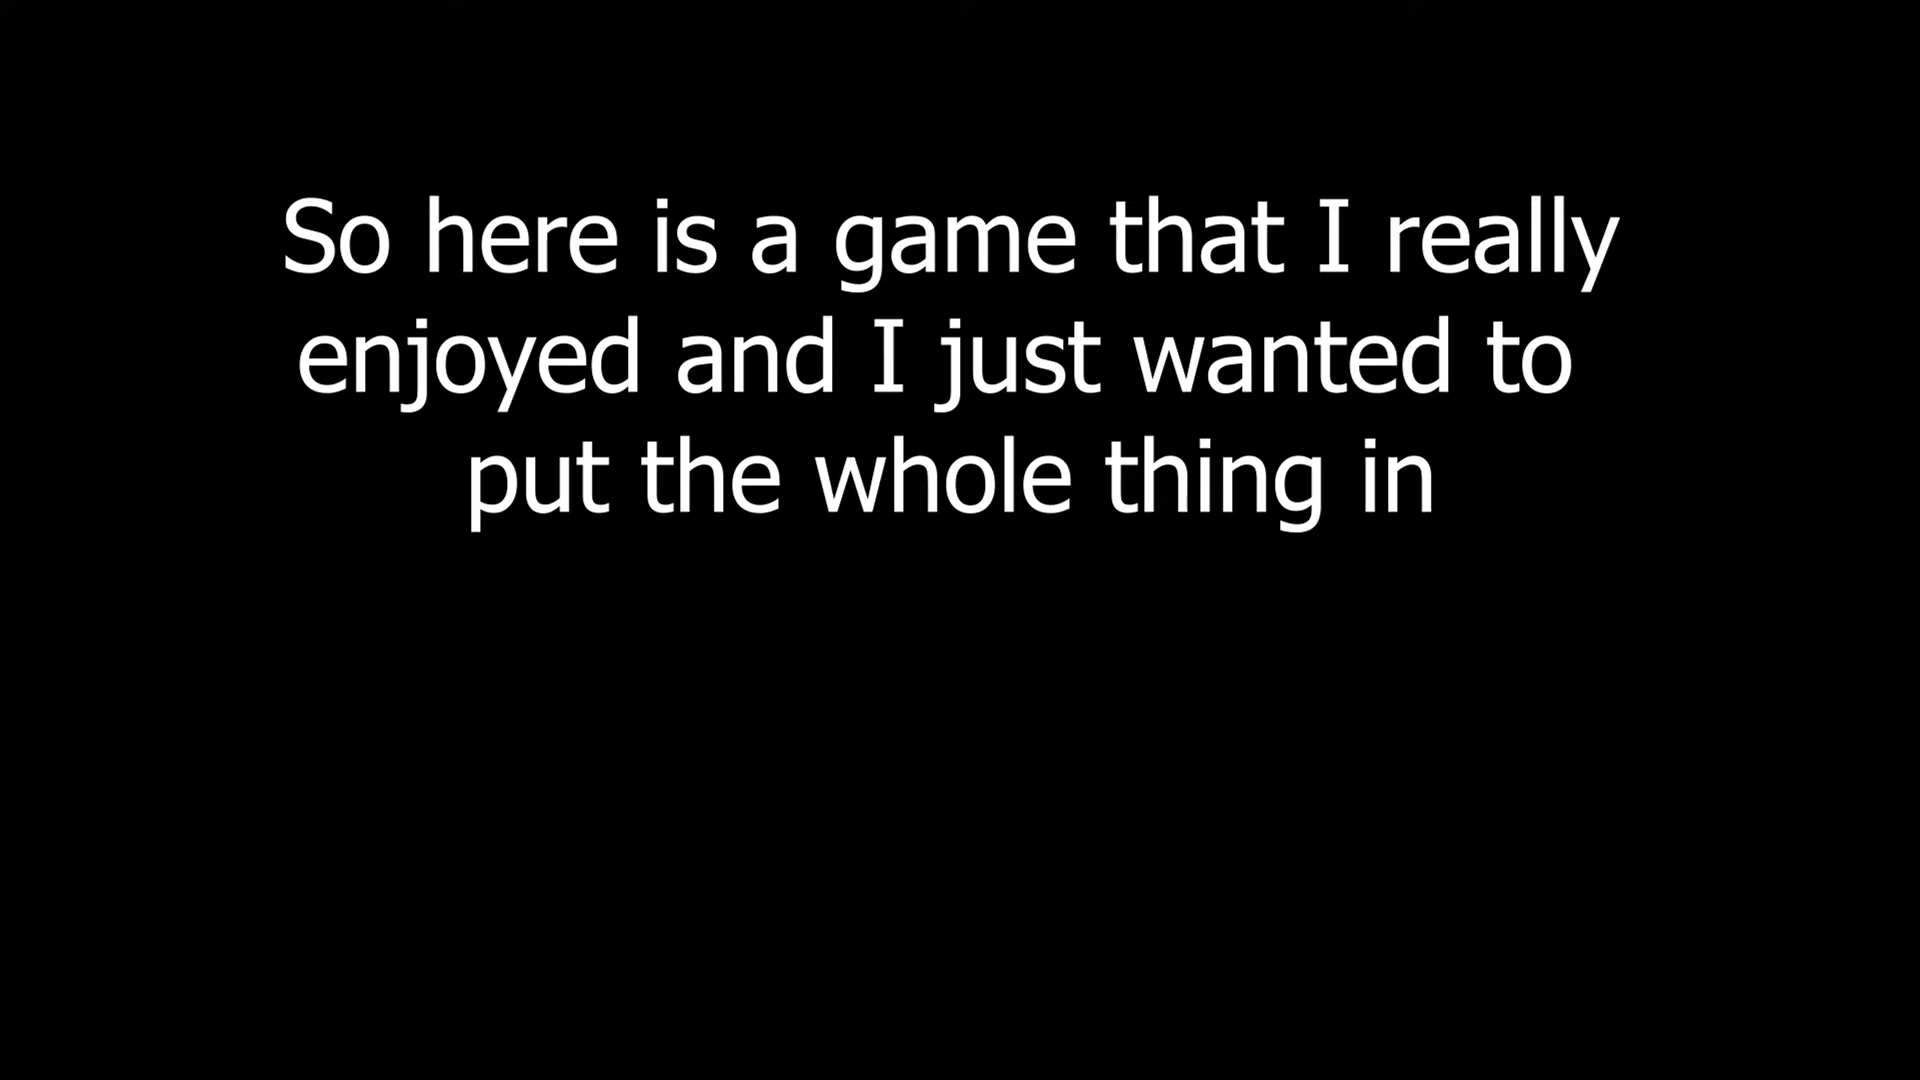 So here is a game that I really
enjoyed and I just wanted to
put the whole thing in